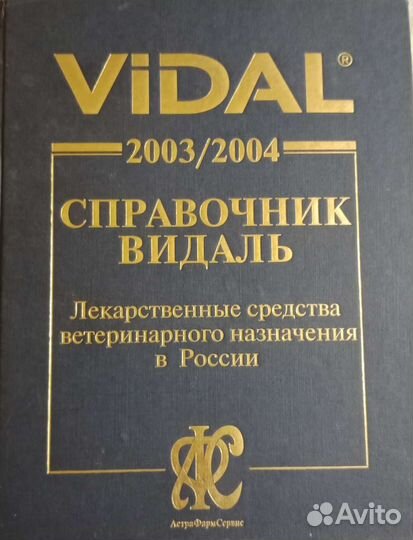 ViDAL®
2003/2004
СПРАВОЧНИК
ВИДАЛЬ
Лекарственные средства
ветеринарного назначения
в России
АстраФармСервис
Avito